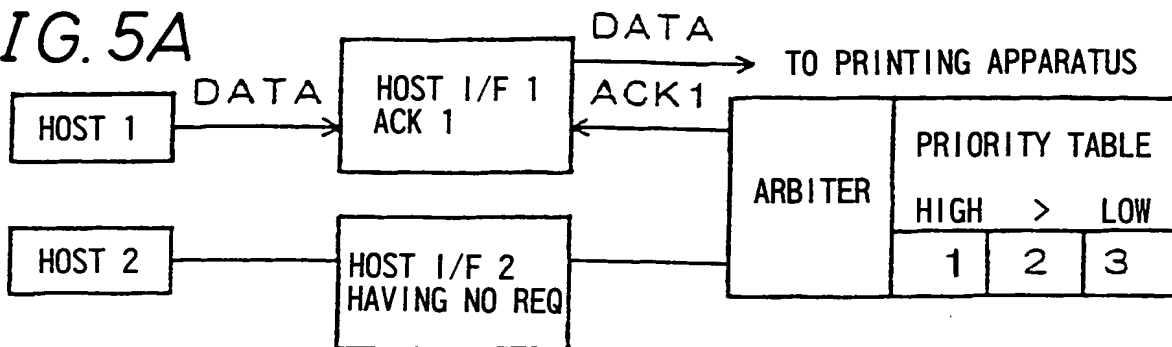 IG. 5A
DATA
TO PRINTING APPARATUS
HOST 1
DATA
HOST I/F 1
ACK 1
ACK1
ARBITER
PRIORITY TABLE
HIGH > LOW
1 2 3
HOST 2
HOST I/F 2
HAVING NO REQ